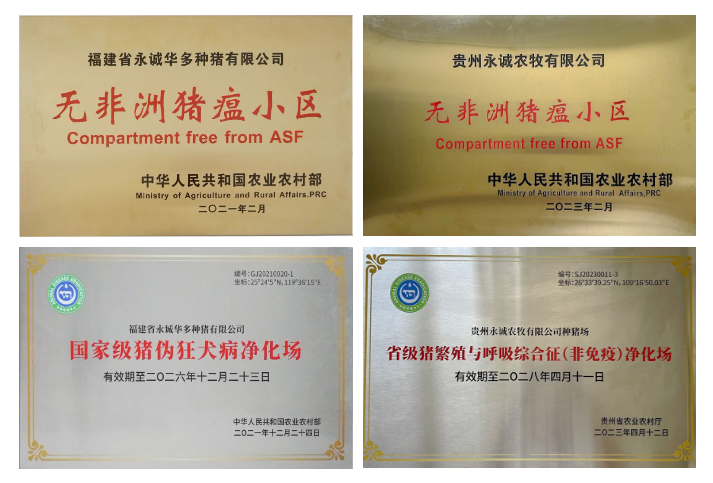 福建省永诚华多种猪有限公司
无非洲猪瘟小区
Compartment free from ASF
中华人民共和国农业农村部
Ministry of Agriculture and Rural Affairs.PRC
二〇二一年二月
贵州永诚农牧有限公司
无非洲猪瘟小区
Compartment free from ASF
中华人民共和国农业农村部
Ministry of Agriculture and Rural Affairs,PRC
二〇二三年二月
编号:GJ20210020-1
坐标:25°24'5"N,119°36'15"E
福建省永诚华多种猪有限公司
国家级猪伪狂犬病净化场
有效期至二〇二六年十二月二十三日
中华人民共和国农业农村部
二〇二一年十二月二十四日
编号:SJ20230011-3
坐标:26°33'39.25"N,109°16'50.03"E
贵州永诚农牧有限公司种猪场
省级猪繁殖与呼吸综合征(非免疫)净化场
有效期至二〇二八年四月十一日
贵州省农业农村厅
二〇二三年四月十二日